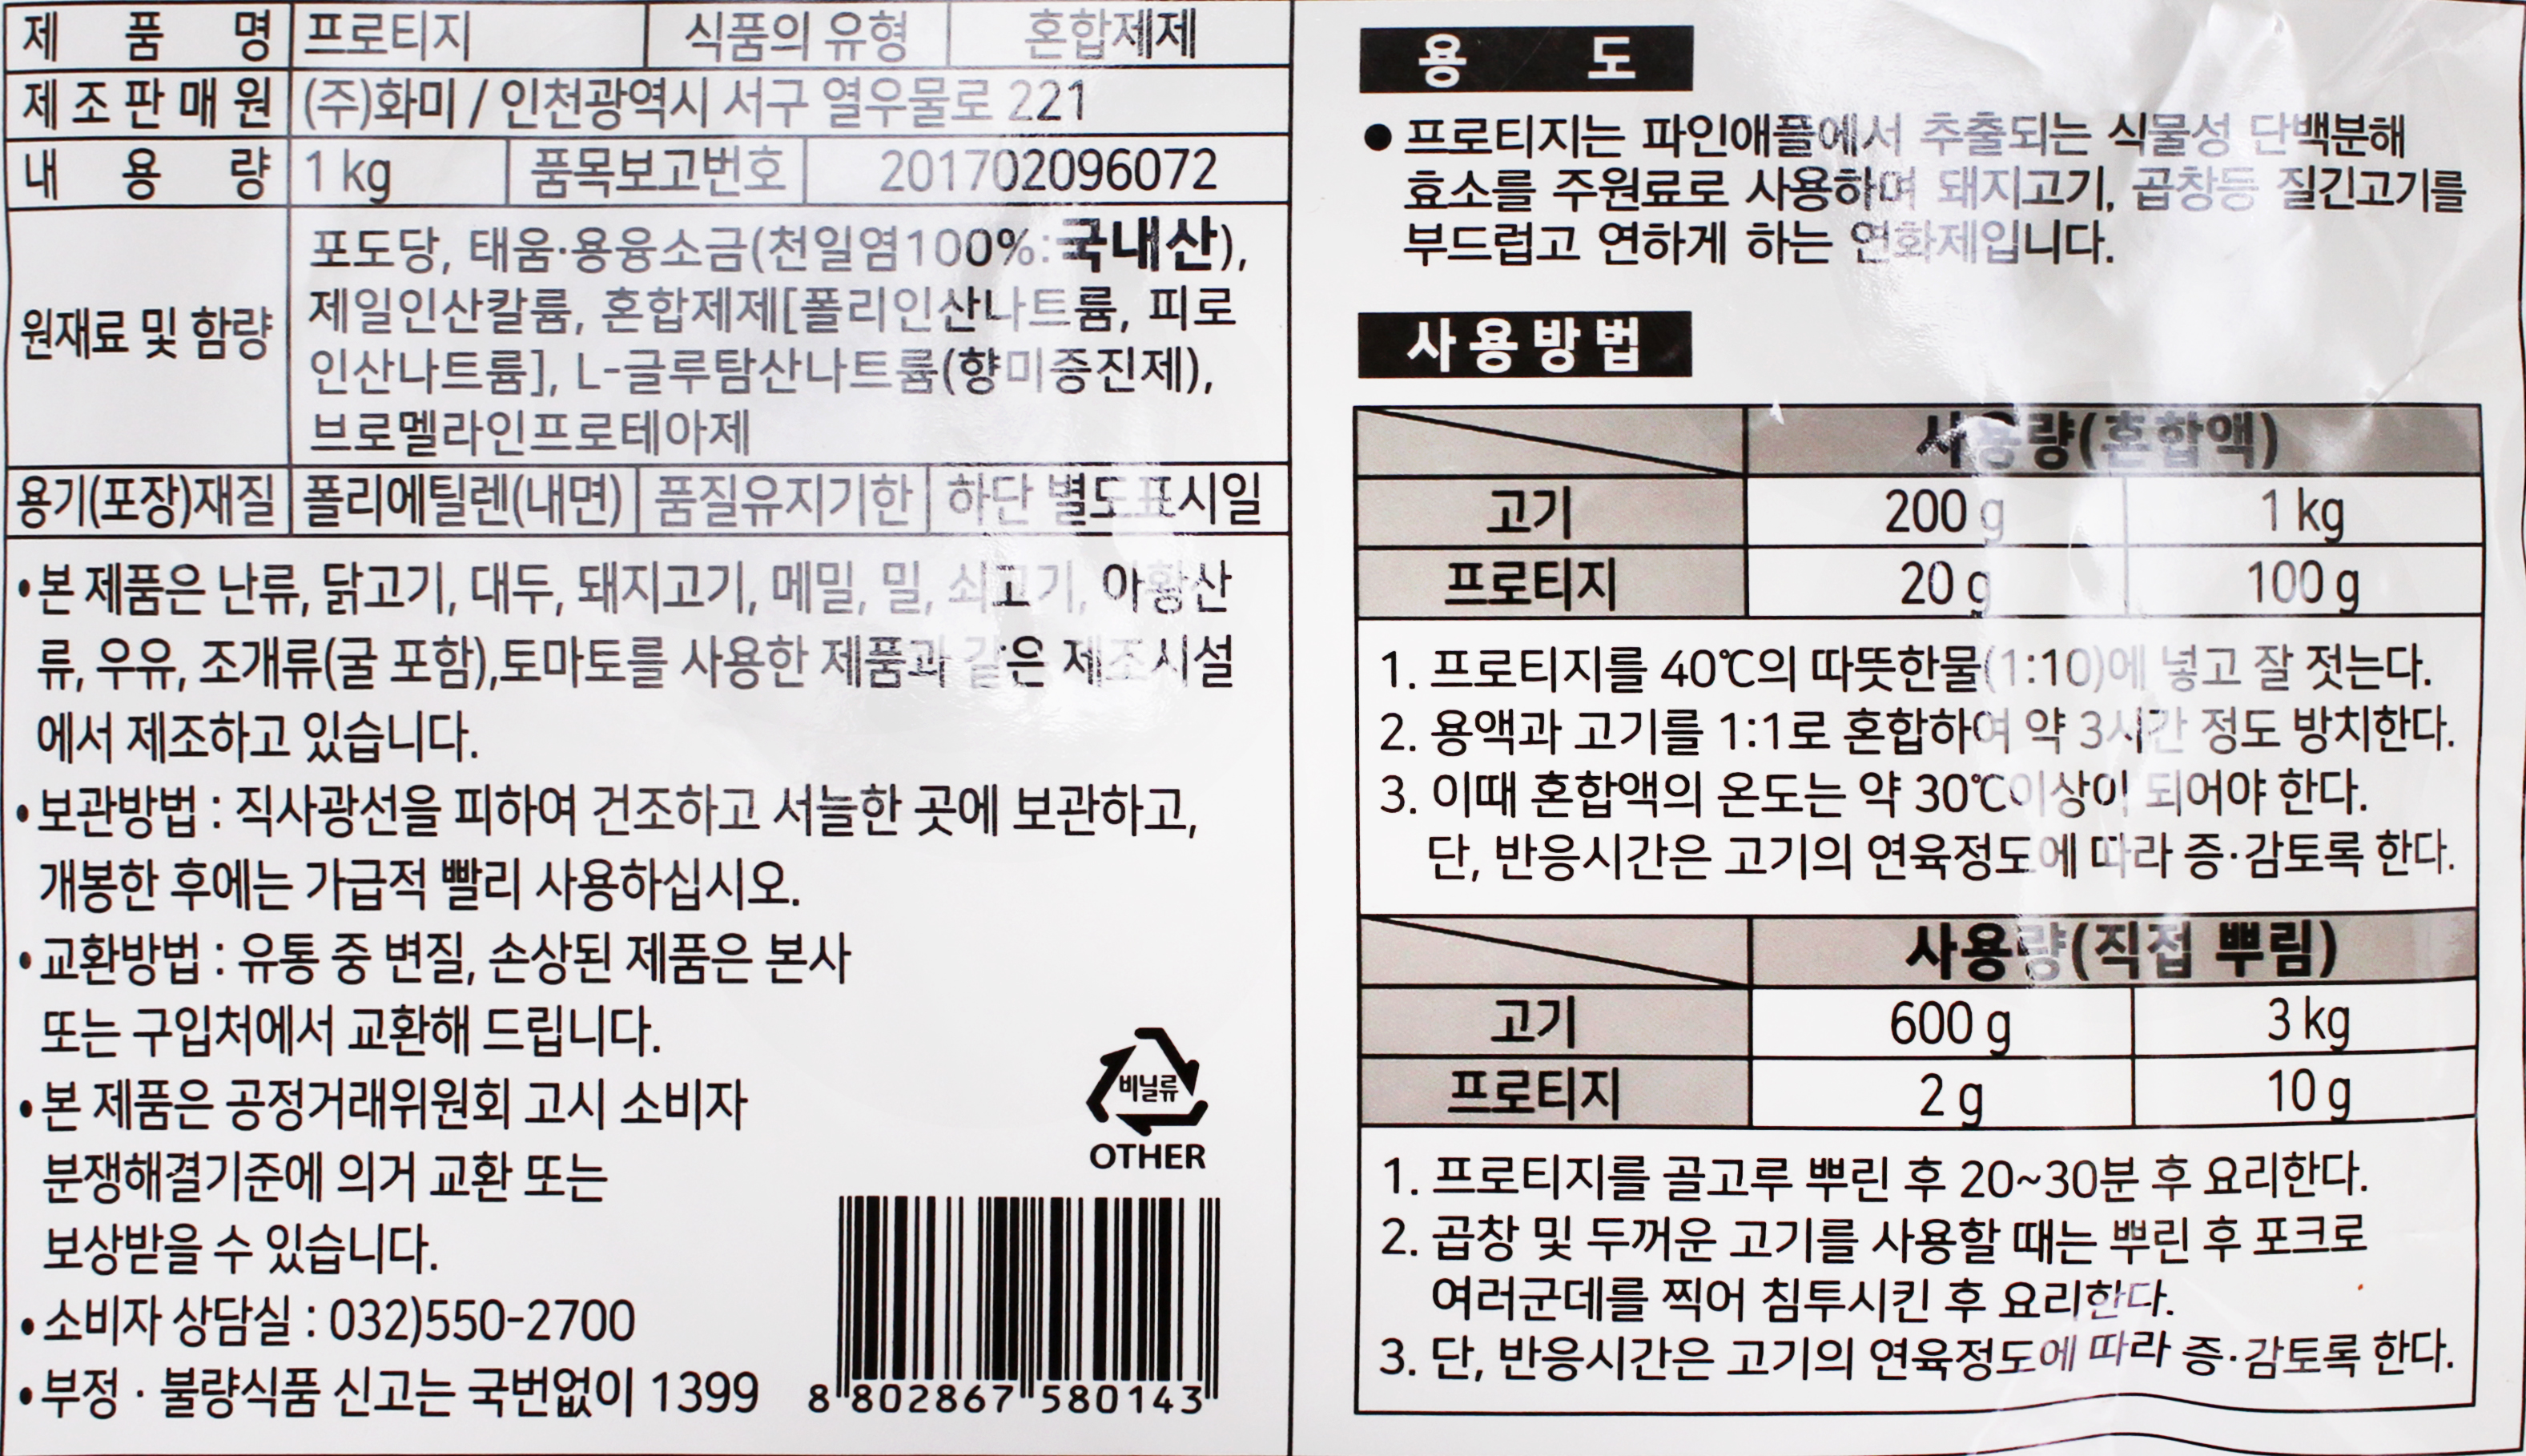 제품명 프로티지 식품의 유형 혼합제제
제조판매원 (주)화미 / 인천광역시 서구 열우물로 221
내용량 1 kg 품목보고번호 201702096072
원재료 및 함량
포도당, 태움·용융소금(천일염100%:국내산),
제일인산칼륨, 혼합제제[폴리인산나트륨, 피로
인산나트륨], L-글루탐산나트륨(향미증진제),
브로멜라인프로테아제
용기(포장)재질 폴리에틸렌(내면) 품질유지기한 하단 별도표시일
•본 제품은 난류, 닭고기, 대두, 돼지고기, 메밀, 밀, 쇠고기, 아황산
류, 우유, 조개류(굴 포함),토마토를 사용한 제품과 같은 제조시설
에서 제조하고 있습니다.
•보관방법 : 직사광선을 피하여 건조하고 서늘한 곳에 보관하고,
개봉한 후에는 가급적 빨리 사용하십시오.
•교환방법 : 유통 중 변질, 손상된 제품은 본사
또는 구입처에서 교환해 드립니다.
•본 제품은 공정거래위원회 고시 소비자
분쟁해결기준에 의거 교환 또는
보상받을 수 있습니다.
•소비자 상담실 : 032)550-2700
•부정 · 불량식품 신고는 국번없이 1399
비닐류
OTHER
8 802867 580143
용도
● 프로티지는 파인애플에서 추출되는 식물성 단백분해
효소를 주원료로 사용하며 돼지고기, 곱창등 질긴고기를
부드럽고 연하게 하는 연화제입니다.
사용방법
사용량(혼합액)
고기 200 g 1 kg
프로티지 20 g 100 g
1. 프로티지를 40℃의 따뜻한물(1:10)에 넣고 잘 젓는다.
2. 용액과 고기를 1:1로 혼합하여 약 3시간 정도 방치한다.
3. 이때 혼합액의 온도는 약 30℃이상이 되어야 한다.
단, 반응시간은 고기의 연육정도에 따라 증·감토록 한다.
사용량(직접 뿌림)
고기 600 g 3 kg
프로티지 2 g 10 g
1. 프로티지를 골고루 뿌린 후 20~30분 후 요리한다.
2. 곱창 및 두꺼운 고기를 사용할 때는 뿌린 후 포크로
여러군데를 찍어 침투시킨 후 요리한다.
3. 단, 반응시간은 고기의 연육정도에 따라 증·감토록 한다.